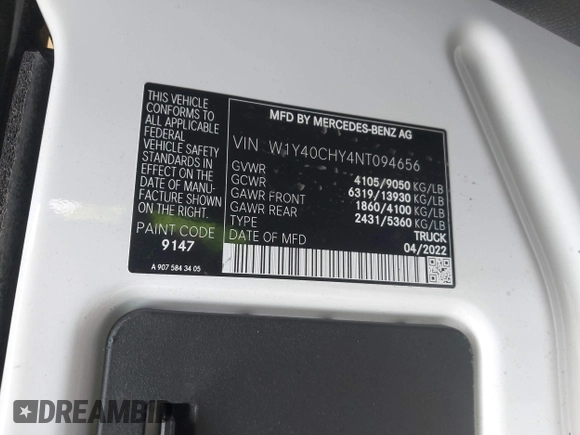 THIS VEHICLE
CONFORMS TO
ALL APPLICABLE
FEDERAL
VEHICLE SAFETY
STANDARDS IN
EFFECT ON THE
DATE OF MANU-
FACTURE SHOWN
ON THE RIGHT.
PAINT CODE
9147
A 907 584 34 05
MFD BY MERCEDES-BENZ AG
VIN W1Y40CHY4NT094656
GVWR 4105/9050 KG/LB
GCWR 6319/13930 KG/LB
GAWR FRONT 1860/4100 KG/LB
GAWR REAR 2431/5360 KG/LB
TYPE TRUCK
DATE OF MFD 04/2022
DREAMBID